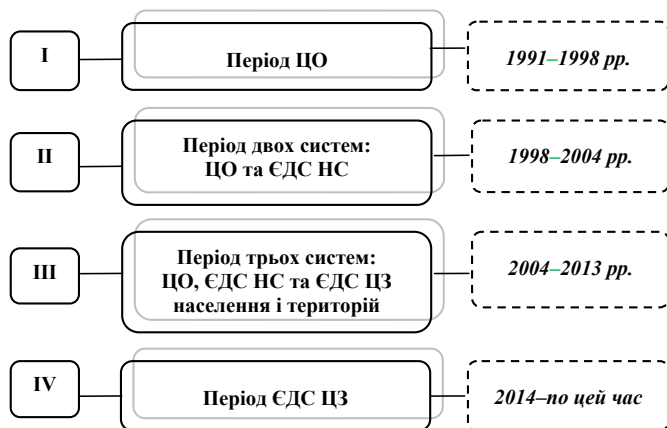 I
Період ЦО
1991–1998 рр.
II
Період двох систем:
ЦО та ЄДС НС
1998–2004 рр.
III
Період трьох систем:
ЦО, ЄДС НС та ЄДС ЦЗ
населення і територій
2004–2013 рр.
IV
Період ЄДС ЦЗ
2014–по цей час